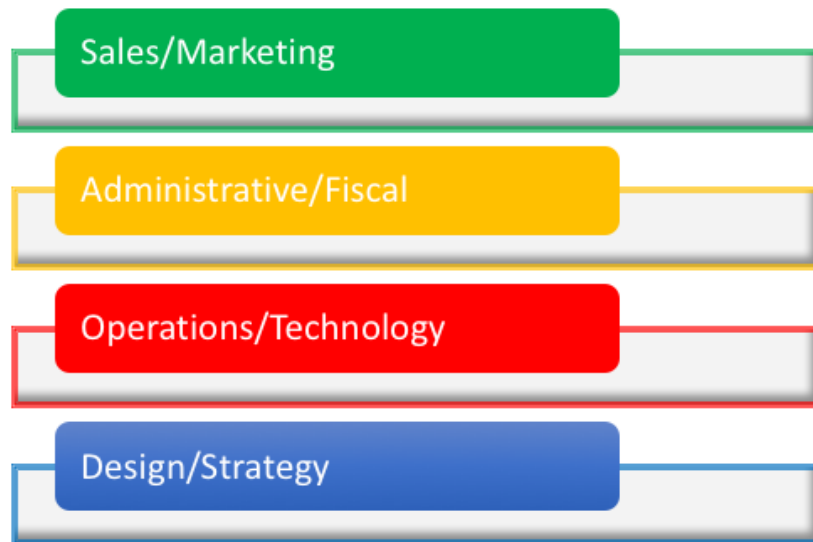 Sales/Marketing
Administrative/Fiscal
Operations/Technology
Design/Strategy